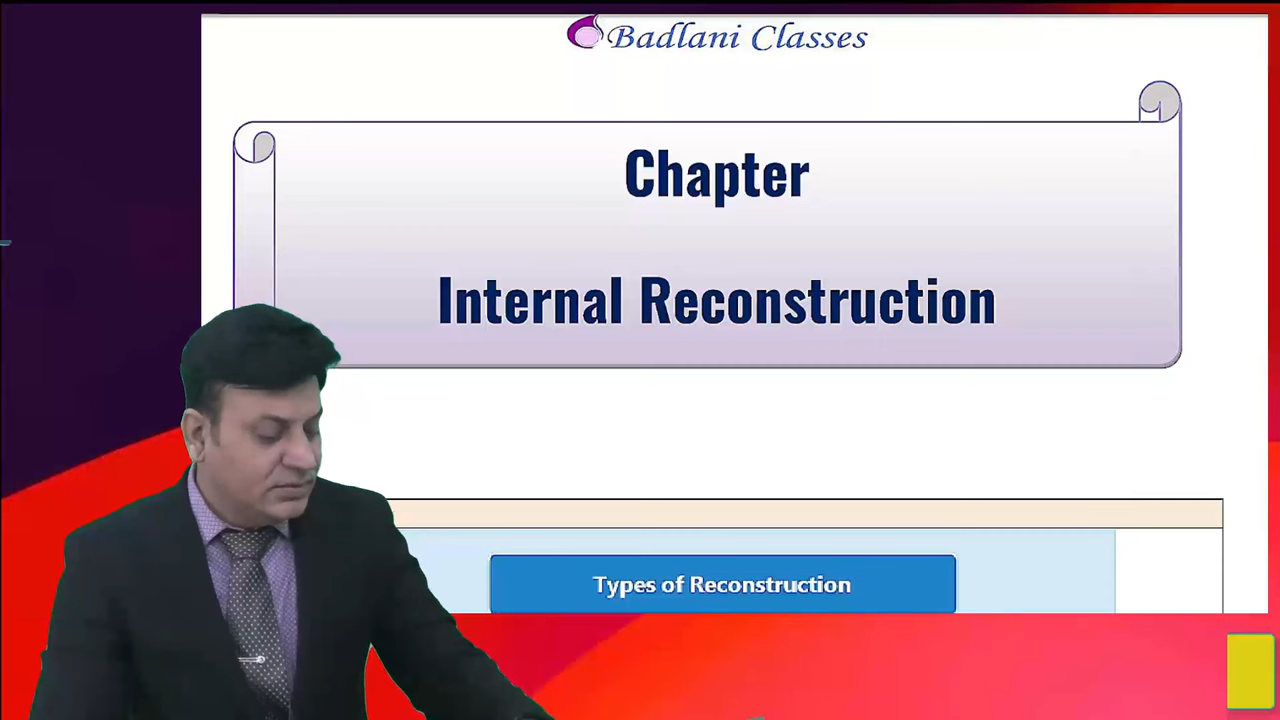 Badlani Classes
Chapter
Internal Reconstruction
Types of Reconstruction